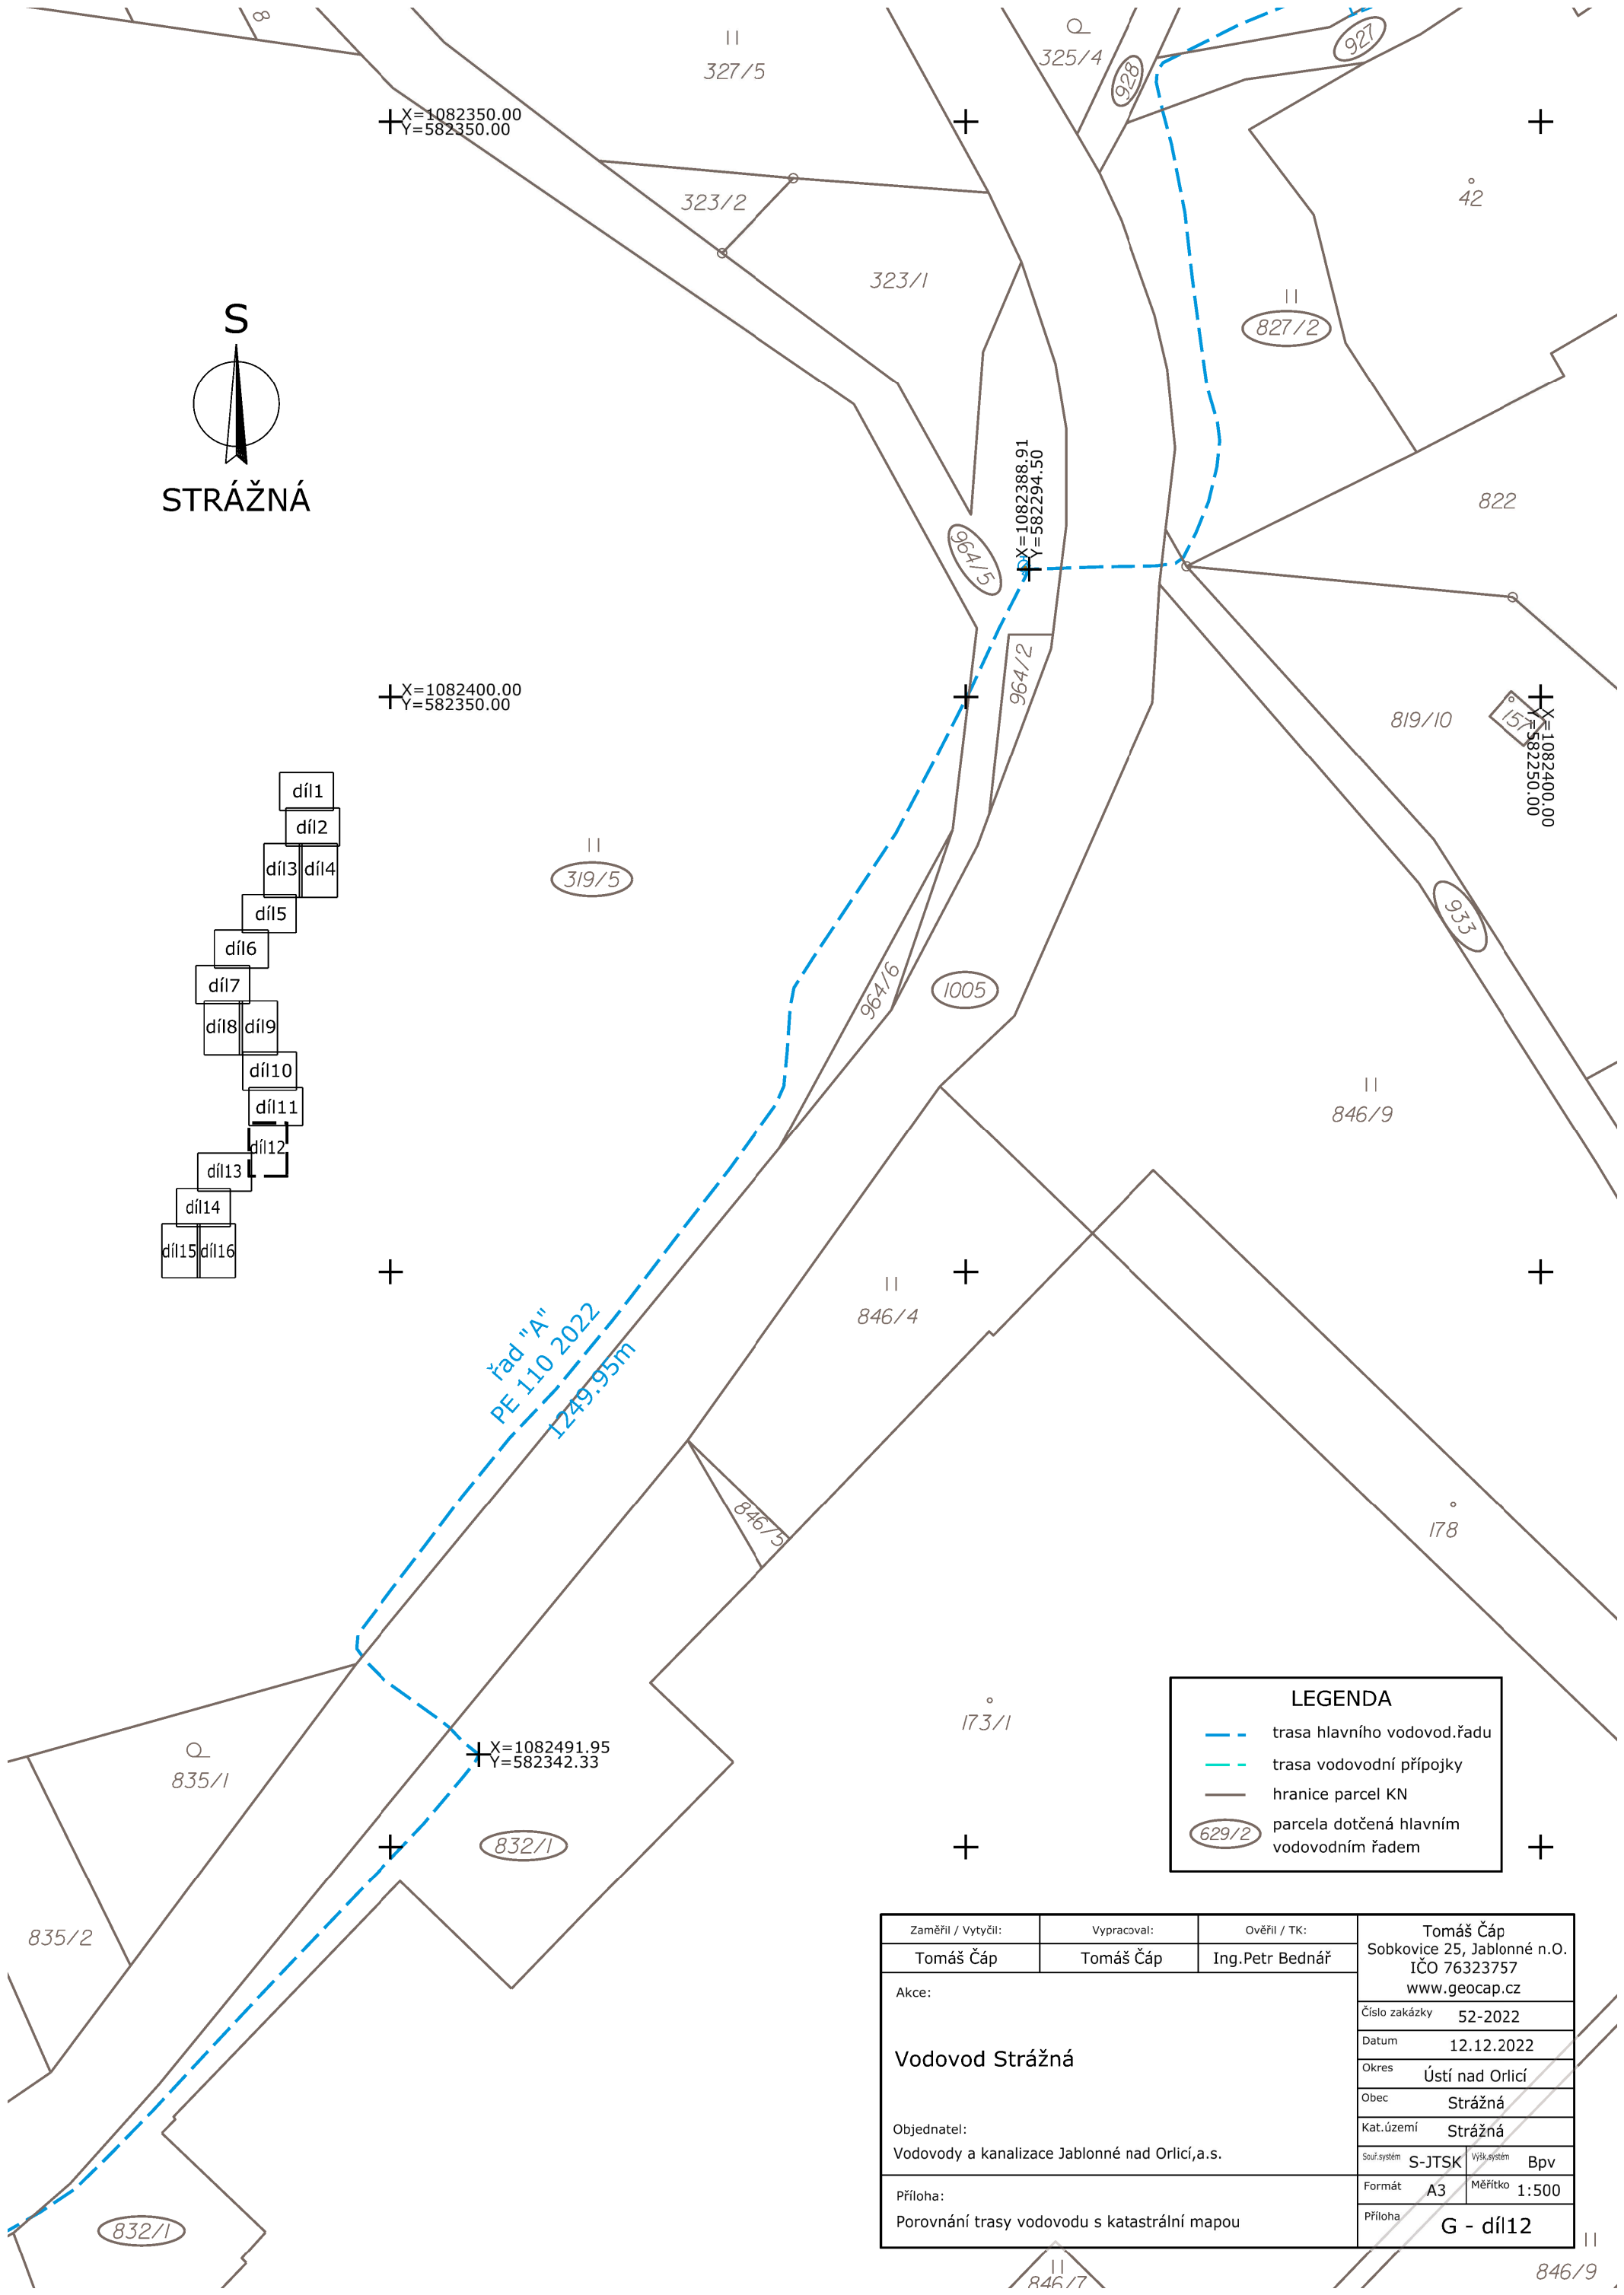 8
327/5
325/4
928
927
X=1082350.00
Y=582350.00
323/2
42
323/1
S
827/2
STRÁŽNÁ
X=1082388.91
Y=582294.50
822
964/5
964/2
X=1082400.00
Y=582350.00
819/10
157
X=1082400.00
Y=582250.00
díl1
díl2
díl3 díl4
díl5
díl6
díl7
díl8 díl9
díl10
díl11
díl12
díl13
díl14
díl15 díl16
319/5
933
964/6
1005
846/9
846/4
řad "A"
PE 110 2022
1249.95m
846/5
178
173/1
X=1082491.95
Y=582342.33
835/1
832/1
835/2
832/1
LEGENDA
trasa hlavního vodovod.řadu
trasa vodovodní přípojky
hranice parcel KN
629/2
parcela dotčená hlavním
vodovodním řadem
Zaměřil / Vytyčil:
Vypracoval:
Ověřil / TK:
Tomáš Čáp
Tomáš Čáp
Ing.Petr Bednář
Tomáš Čáp
Sobkovice 25, Jablonné n.O.
IČO 76323757
www.geocap.cz
Akce:
Vodovod Strážná
Objednatel:
Vodovody a kanalizace Jablonné nad Orlicí,a.s.
Příloha:
Porovnání trasy vodovodu s katastrální mapou
Číslo zakázky 52-2022
Datum 12.12.2022
Okres Ústí nad Orlicí
Obec Strážná
Kat.území Strážná
Souř.systém S-JTSK Výšk.systém Bpv
Formát A3 Měřítko 1:500
Příloha G - díl12
846/7
846/9